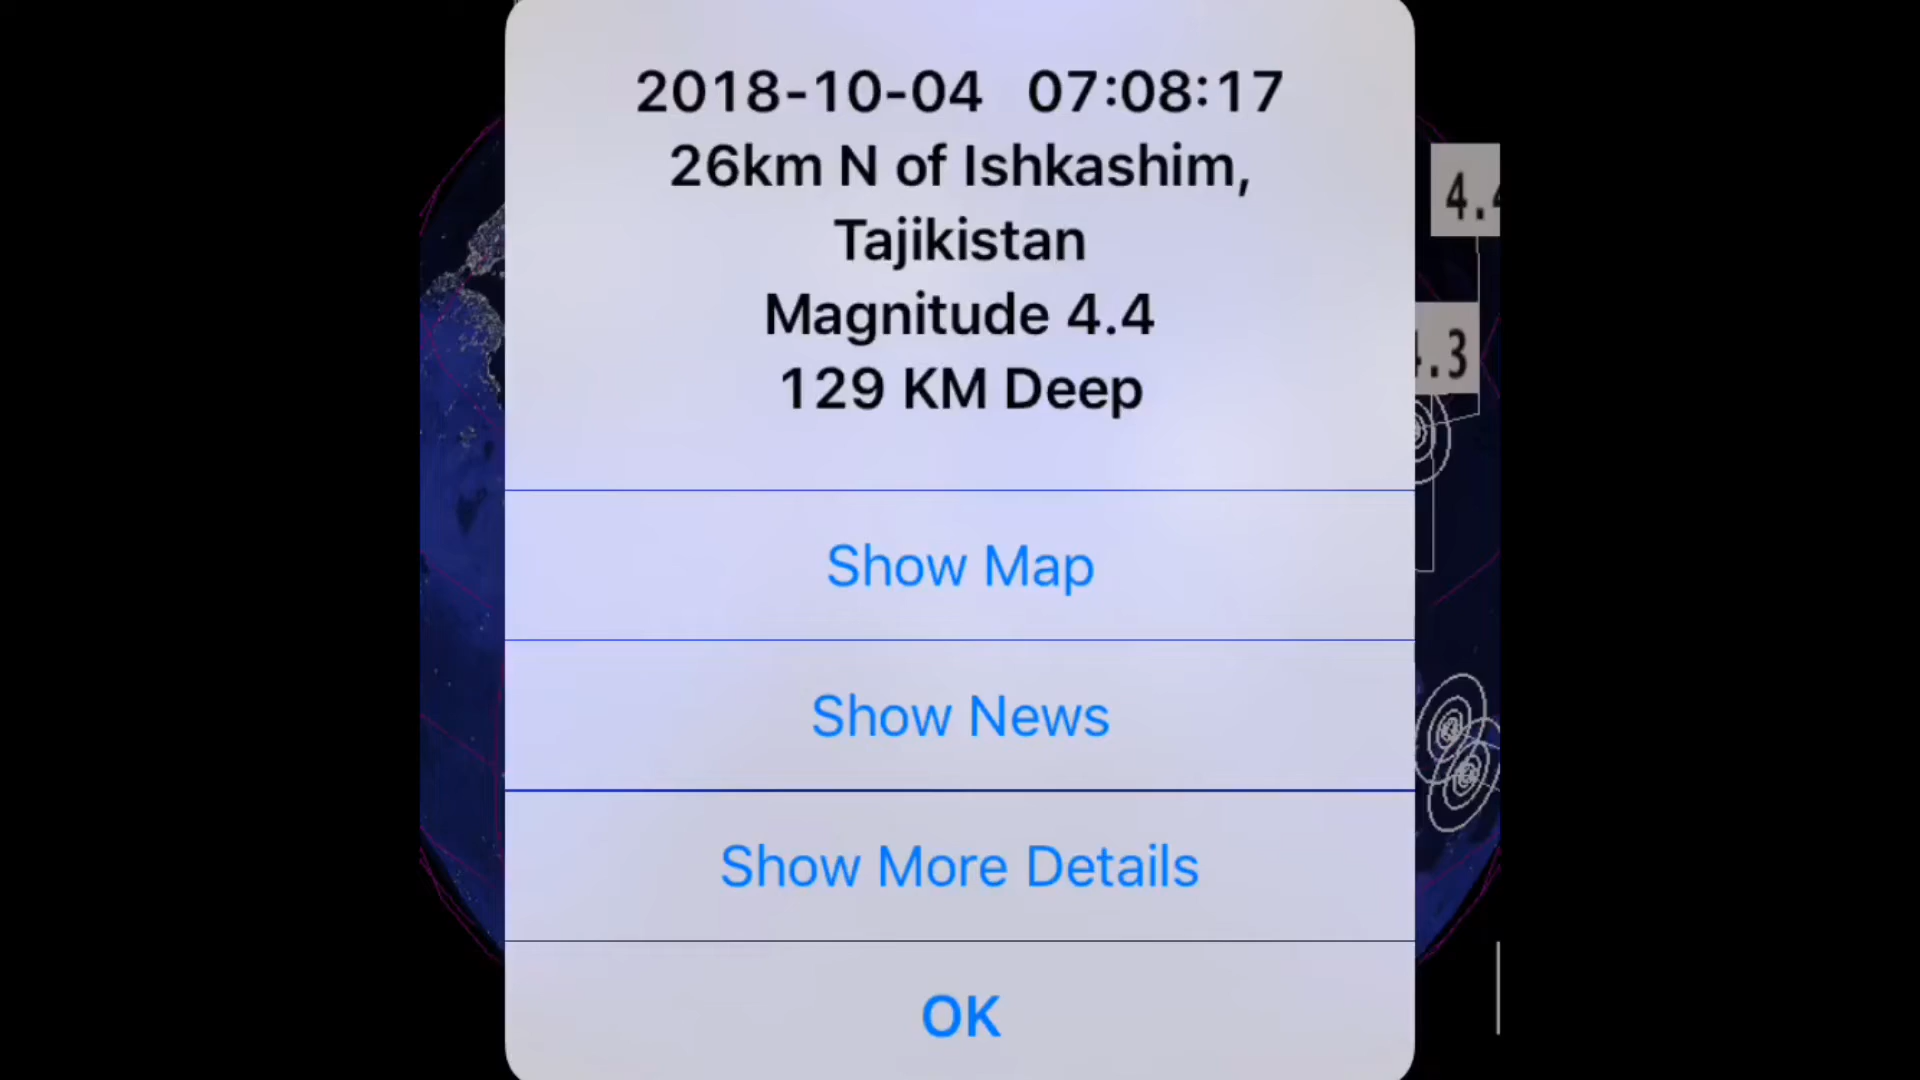 2018-10-04 07:08:17
26km N of Ishkashim,
Tajikistan
Magnitude 4.4
129 KM Deep
Show Map
Show News
Show More Details
OK